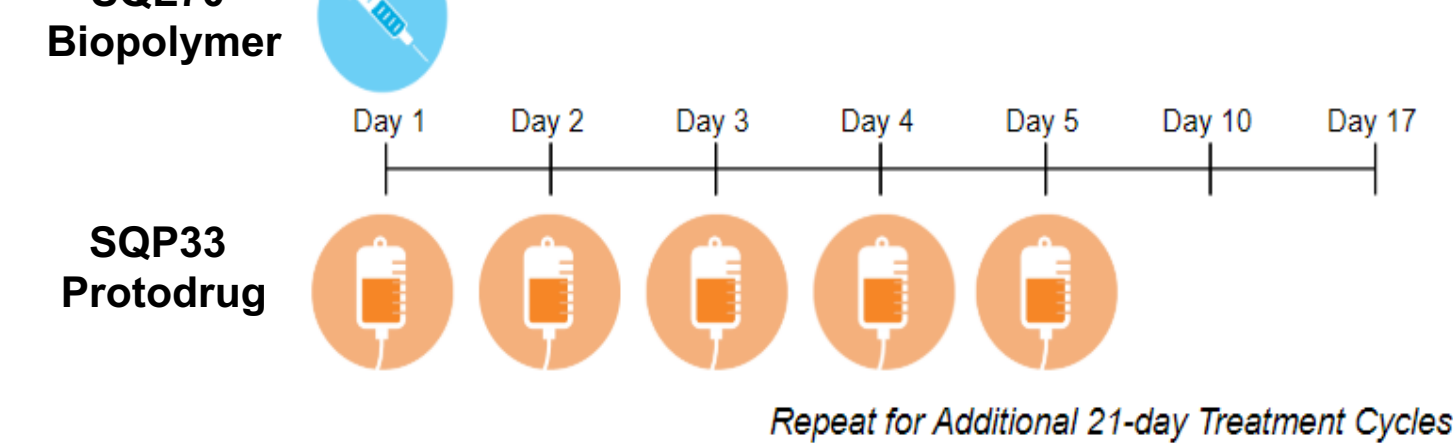 Biopolymer
Day 1 Day 2 Day 3 Day 4 Day 5 Day 10 Day 17
SQP33
Protodrug
Repeat for Additional 21-day Treatment Cycles